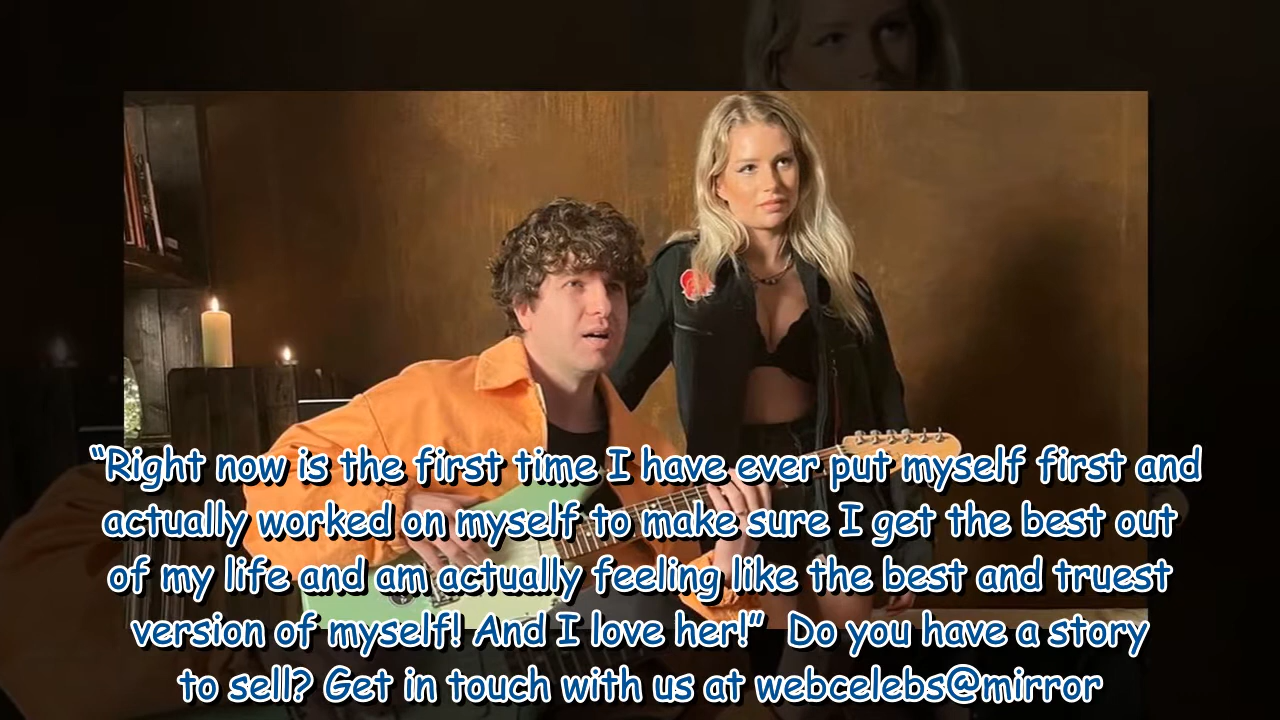 “Right now is the first time I have ever put myself first and
actually worked on myself to make sure I get the best out
of my life and am actually feeling like the best and truest
version of myself! And I love her!”  Do you have a story
to sell? Get in touch with us at webcelebs@mirror